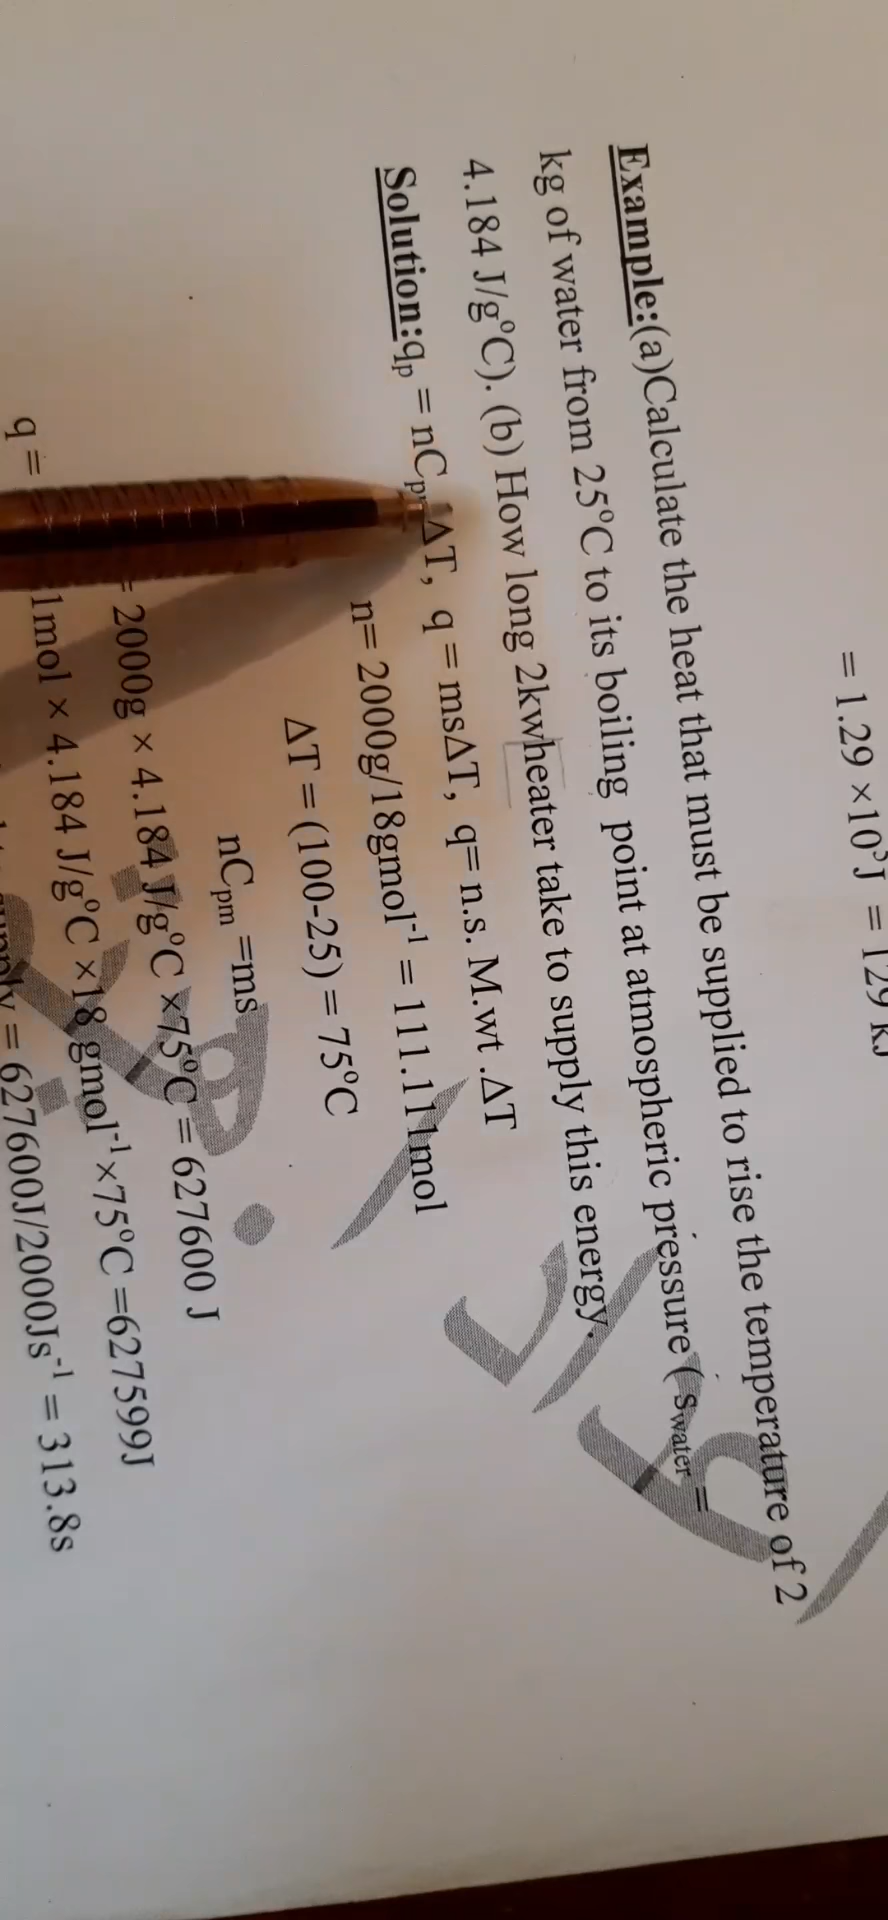 = 1.29 ×10⁵J = 129 kJ
Example:(a)Calculate the heat that must be supplied to rise the temperature of 2
kg of water from 25°C to its boiling point at atmospheric pressure ( Swater =
4.184 J/g°C). (b) How long 2kwheater take to supply this energy.
Solution:qp = nCp ΔT, q = msΔT, q= n.s. M.wt .ΔT
n= 2000g/18gmol⁻¹ = 111.11mol
ΔT = (100-25) = 75°C
nCpm =ms
= 2000g × 4.184 J/g°C ×75°C = 627600 J
q = 1mol × 4.184 J/g°C ×18 gmol⁻¹×75°C =627599J
supply = 627600J/2000Js⁻¹ = 313.8s